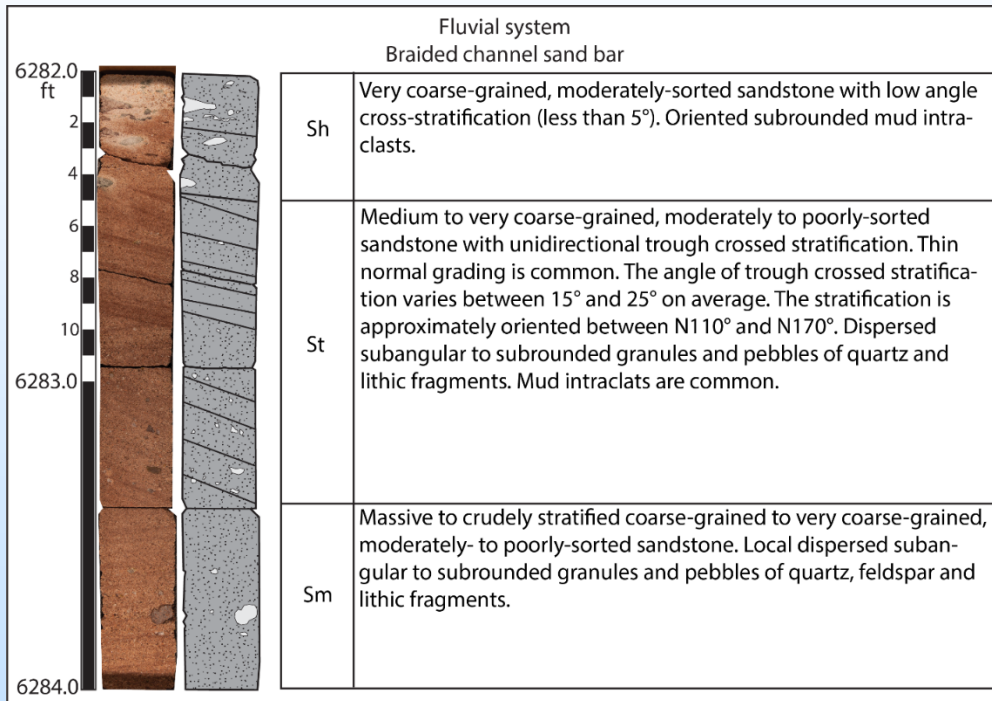 Fluvial system
Braided channel sand bar
6282.0
ft
2
4
6
8
10
6283.0
6284.0
Sh
Very coarse-grained, moderately-sorted sandstone with low angle
cross-stratification (less than 5°). Oriented subrounded mud intra-
clasts.
St
Medium to very coarse-grained, moderately to poorly-sorted
sandstone with unidirectional trough crossed stratification. Thin
normal grading is common. The angle of trough crossed stratifica-
tion varies between 15° and 25° on average. The stratification is
approximately oriented between N110° and N170°. Dispersed
subangular to subrounded granules and pebbles of quartz and
lithic fragments. Mud intraclats are common.
Sm
Massive to crudely stratified coarse-grained to very coarse-grained,
moderately- to poorly-sorted sandstone. Local dispersed suban-
gular to subrounded granules and pebbles of quartz, feldspar and
lithic fragments.